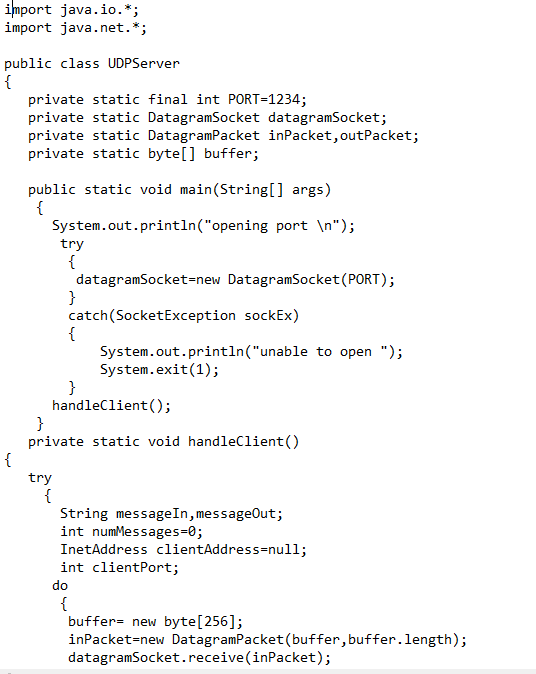 import java.io.*;
import java.net.*;

public class UDPServer
{
   private static final int PORT=1234;
   private static DatagramSocket datagramSocket;
   private static DatagramPacket inPacket,outPacket;
   private static byte[] buffer;

   public static void main(String[] args)
    {
      System.out.println("opening port \n");
       try
        {
         datagramSocket=new DatagramSocket(PORT);
        }
        catch(SocketException sockEx)
        {
            System.out.println("unable to open ");
            System.exit(1);
        }
      handleClient();
    }
   private static void handleClient()
{
   try
     {
       String messageIn,messageOut;
       int numMessages=0;
       InetAddress clientAddress=null;
       int clientPort;
      do
       {
        buffer= new byte[256];
        inPacket=new DatagramPacket(buffer,buffer.length);
        datagramSocket.receive(inPacket);